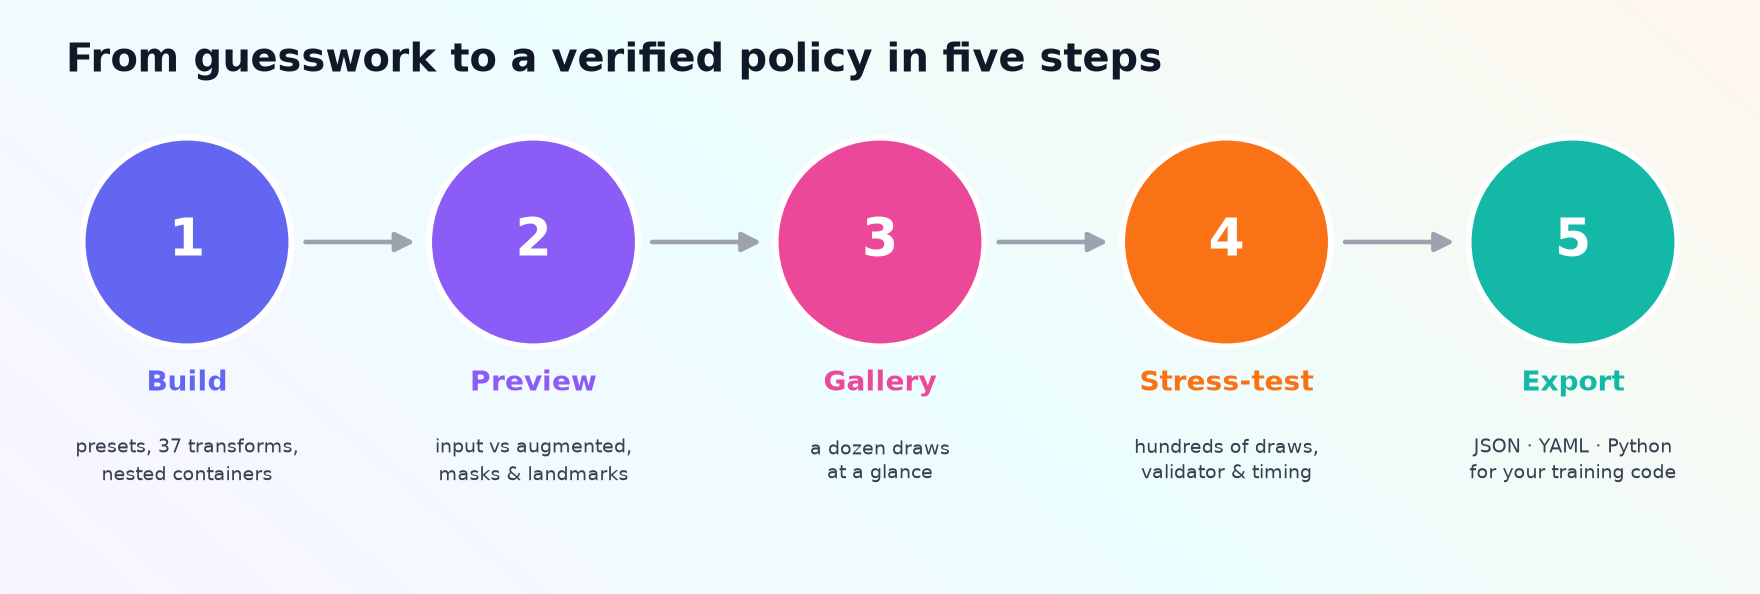 From guesswork to a verified policy in five steps
1
2
3
4
5
Build
presets, 37 transforms,
nested containers
Preview
input vs augmented,
masks & landmarks
Gallery
a dozen draws
at a glance
Stress-test
hundreds of draws,
validator & timing
Export
JSON · YAML · Python
for your training code